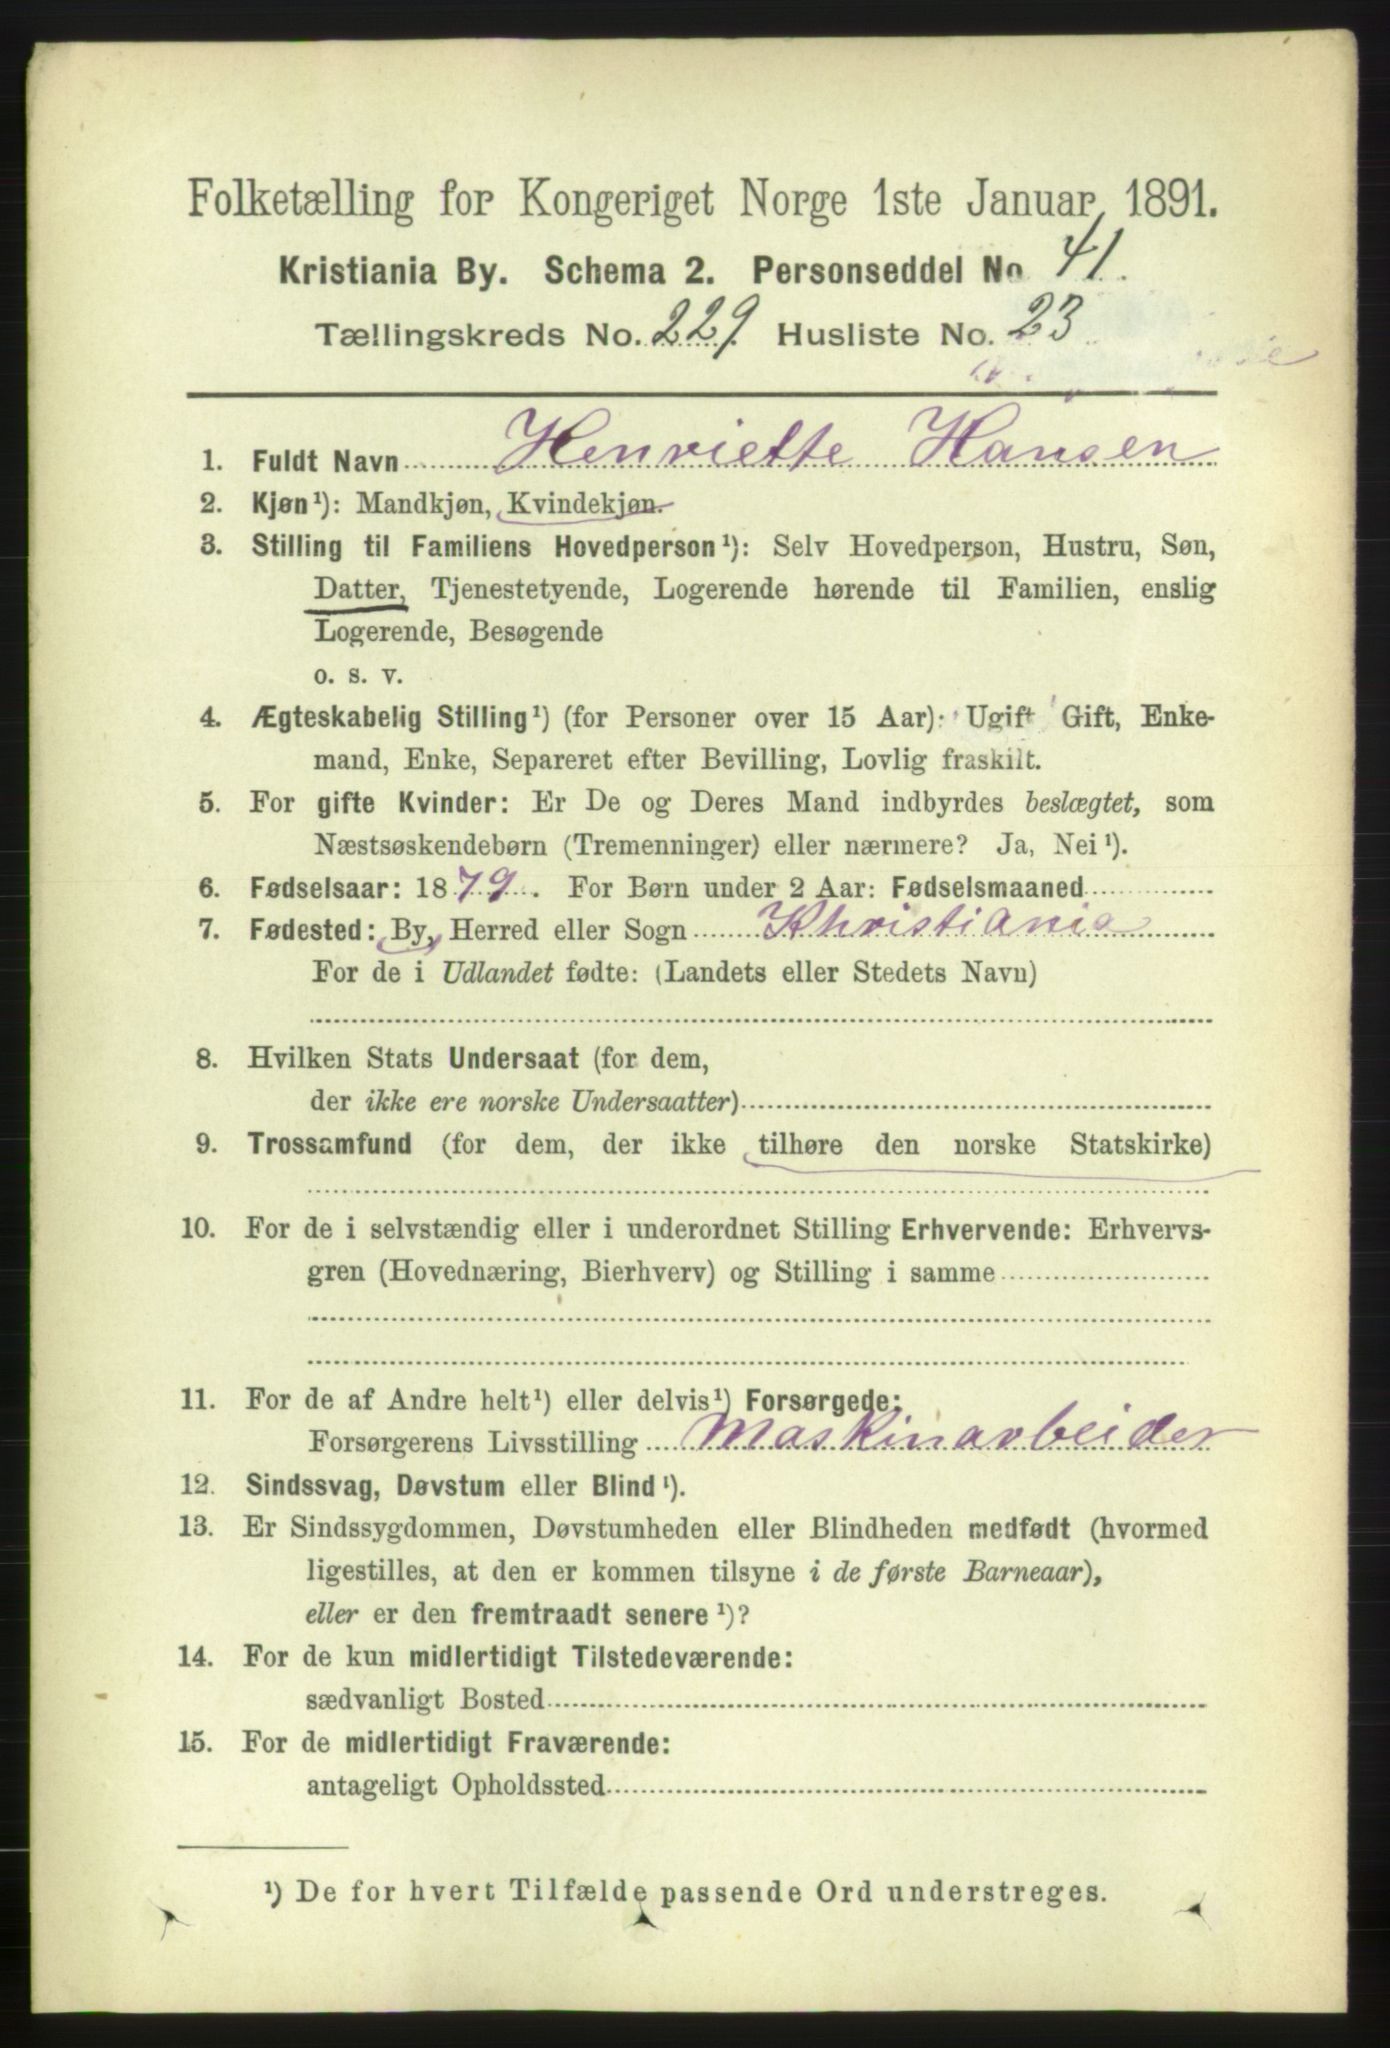 Folketælling for Kongeriget Norge 1ste Januar 1891.
Kristiania By. Schema 2. Personseddel No 41.
Tællingskreds No. 229. Husliste No. 23
1. Fuldt Navn Henriette Hansen
2. Kjøn¹): Mandkjøn, Kvindekjøn.
3. Stilling til Familiens Hovedperson¹): Selv Hovedperson, Hustru, Søn,
Datter, Tjenestetyende, Logerende hørende til Familien, enslig
Logerende, Besøgende
o. s. v.
4. Ægteskabelig Stilling¹) (for Personer over 15 Aar): Ugift Gift, Enke-
mand, Enke, Separeret efter Bevilling, Lovlig fraskilt.
5. For gifte Kvinder: Er De og Deres Mand indbyrdes beslægtet, som
Næstsøskendebørn (Tremenninger) eller nærmere? Ja, Nei¹).
6. Fødselsaar: 1879. For Børn under 2 Aar: Fødselsmaaned
7. Fødested: By, Herred eller Sogn Khristiania
For de i Udlandet fødte: (Landets eller Stedets Navn)
8. Hvilken Stats Undersaat (for dem,
der ikke ere norske Undersaatter)
9. Trossamfund (for dem, der ikke tilhøre den norske Statskirke)
10. For de i selvstændig eller i underordnet Stilling Erhvervende: Erhvervs-
gren (Hovednæring, Bierhverv) og Stilling i samme
11. For de af Andre helt¹) eller delvis¹) Forsørgede:
Forsørgerens Livsstilling Maskinarbeider
12. Sindssvag, Døvstum eller Blind¹).
13. Er Sindssygdommen, Døvstumheden eller Blindheden medfødt (hvormed
ligestilles, at den er kommen tilsyne i de første Barneaar),
eller er den fremtraadt senere¹)?
14. For de kun midlertidigt Tilstedeværende:
sædvanligt Bosted
15. For de midlertidigt Fraværende:
antageligt Opholdssted
¹) De for hvert Tilfælde passende Ord understreges.